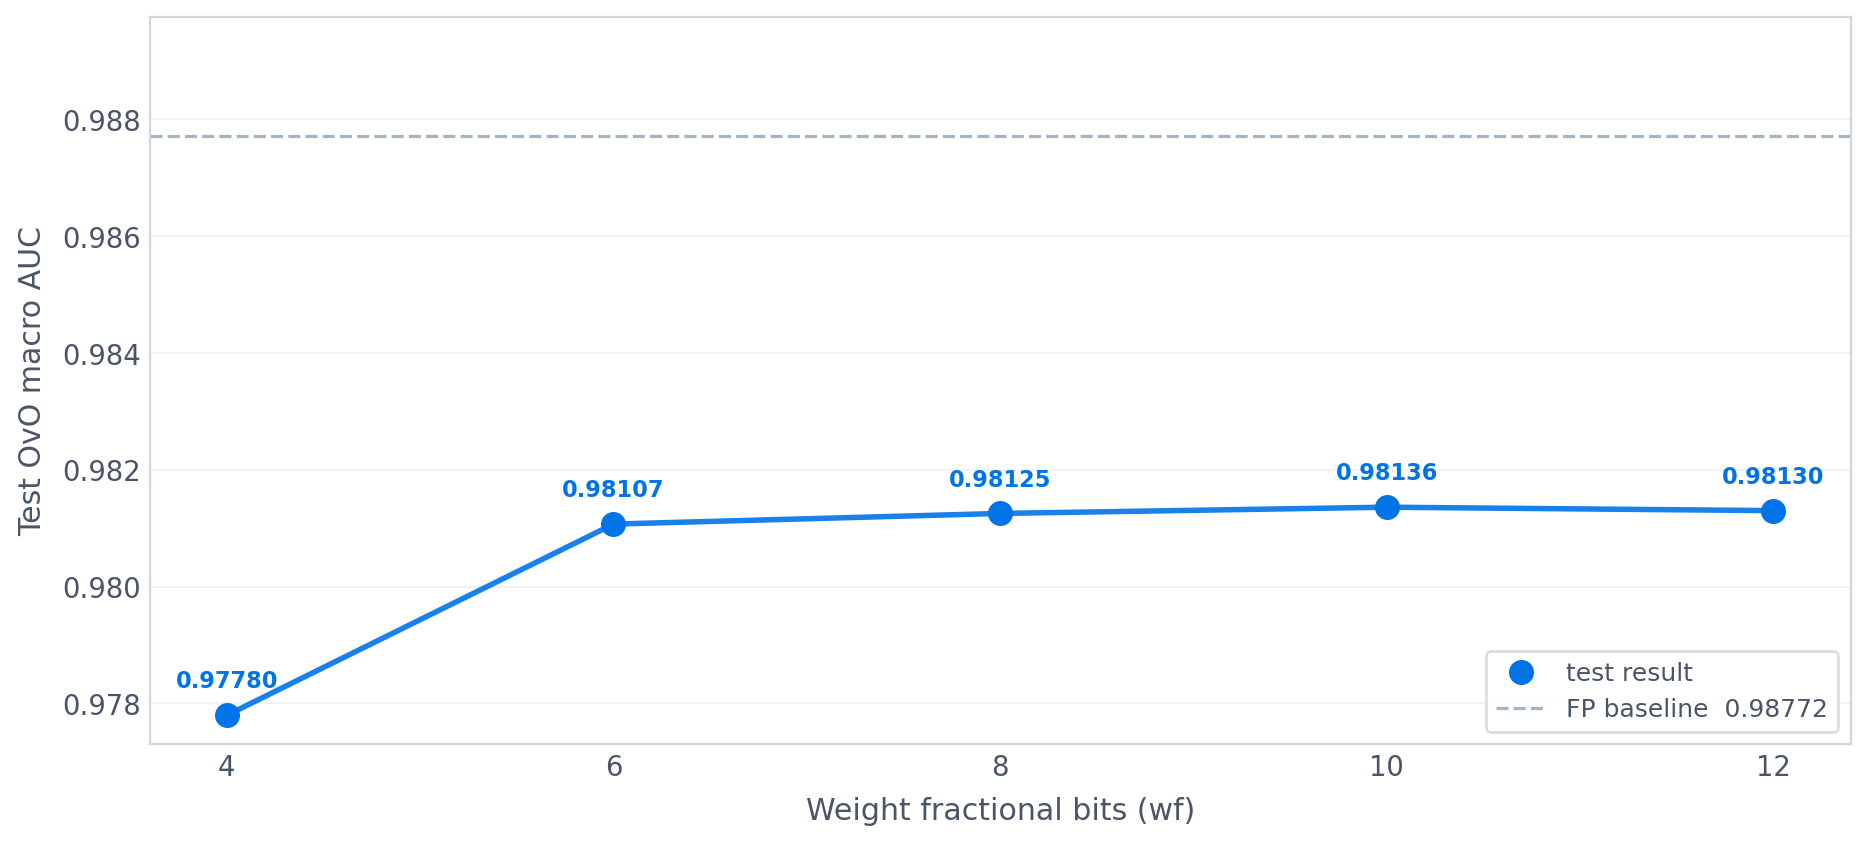 Test OvO macro AUC
0.988
0.986
0.984
0.982
0.980
0.978
0.97780
0.98107
0.98125
0.98136
0.98130
test result
FP baseline 0.98772
4 6 8 10 12
Weight fractional bits (wf)